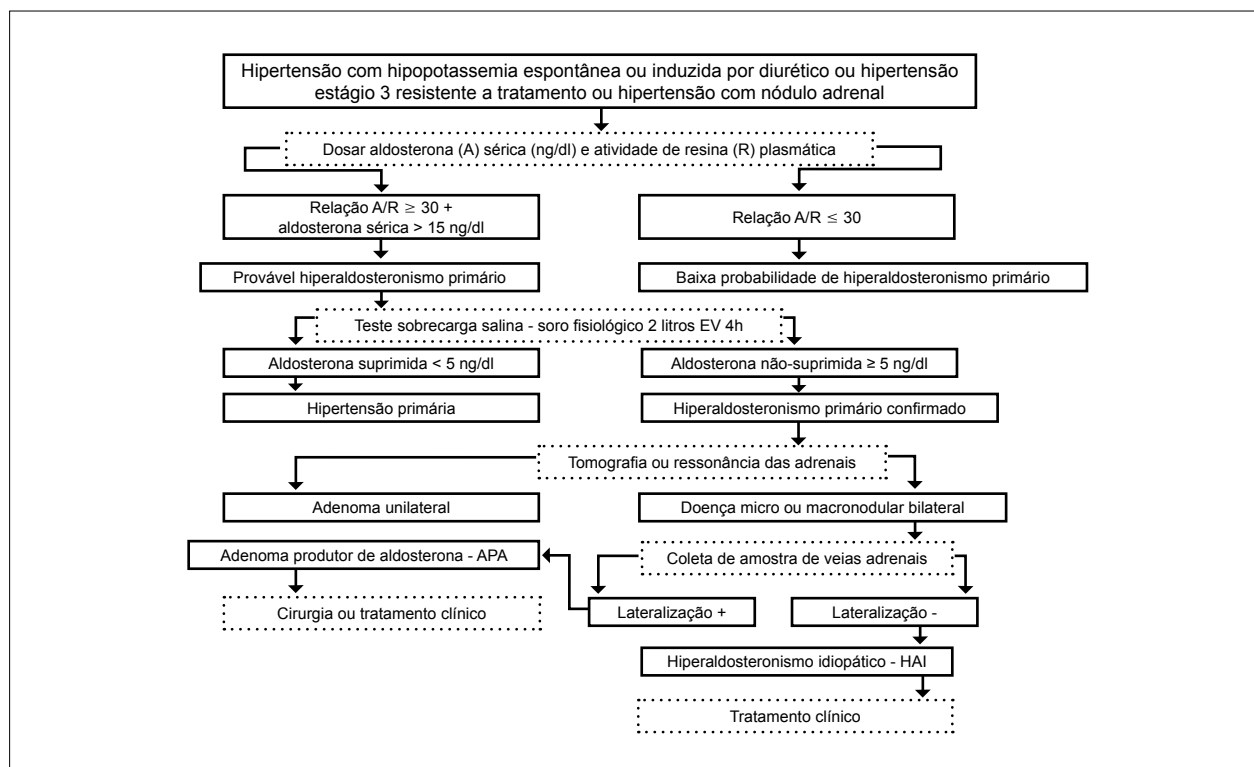 Hipertensão com hipopotassemia espontânea ou induzida por diurético ou hipertensão
estágio 3 resistente a tratamento ou hipertensão com nódulo adrenal
Dosar aldosterona (A) sérica (ng/dl) e atividade de resina (R) plasmática
Relação A/R ≥ 30 +
aldosterona sérica > 15 ng/dl
Relação A/R ≤ 30
Provável hiperaldosteronismo primário
Baixa probabilidade de hiperaldosteronismo primário
Teste sobrecarga salina - soro fisiológico 2 litros EV 4h
Aldosterona suprimida < 5 ng/dl
Aldosterona não-suprimida ≥ 5 ng/dl
Hipertensão primária
Hiperaldosteronismo primário confirmado
Tomografia ou ressonância das adrenais
Adenoma unilateral
Doença micro ou macronodular bilateral
Adenoma produtor de aldosterona - APA
Coleta de amostra de veias adrenais
Cirurgia ou tratamento clínico
Lateralização +
Lateralização -
Hiperaldosteronismo idiopático - HAI
Tratamento clínico